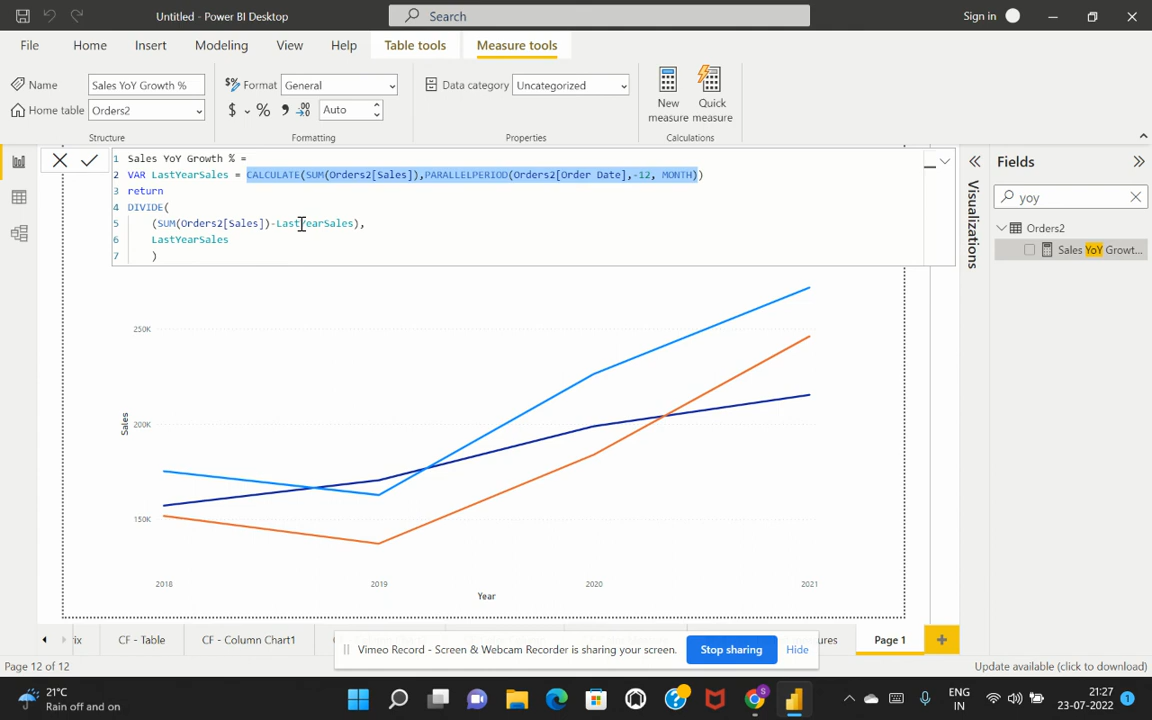 Untitled - Power BI Desktop
Search
Sign in
File
Home
Insert
Modeling
View
Help
Table tools
Measure tools
Name
Sales YoY Growth %
Home table
Orders2
Structure
Format
General
$
%
Auto
Formatting
Data category
Uncategorized
Properties
New measure
Quick measure
Calculations
1 Sales YoY Growth % =
2 VAR LastYearSales = CALCULATE(SUM(Orders2[Sales]),PARALLELPERIOD(Orders2[Order Date],-12, MONTH))
3 return
4 DIVIDE(
5 (SUM(Orders2[Sales])-LastYearSales),
6 LastYearSales
7 )
Visualizations
Fields
yoy
Orders2
Sales YoY Growt...
250K
200K
150K
Sales
2018
2019
2020
2021
Year
rix
CF - Table
CF - Column Chart1
ures
Page 1
Vimeo Record - Screen & Webcam Recorder is sharing your screen.
Stop sharing
Hide
Page 12 of 12
Update available (click to download)
21°C
Rain off and on
ENG
IN
21:27
23-07-2022
1